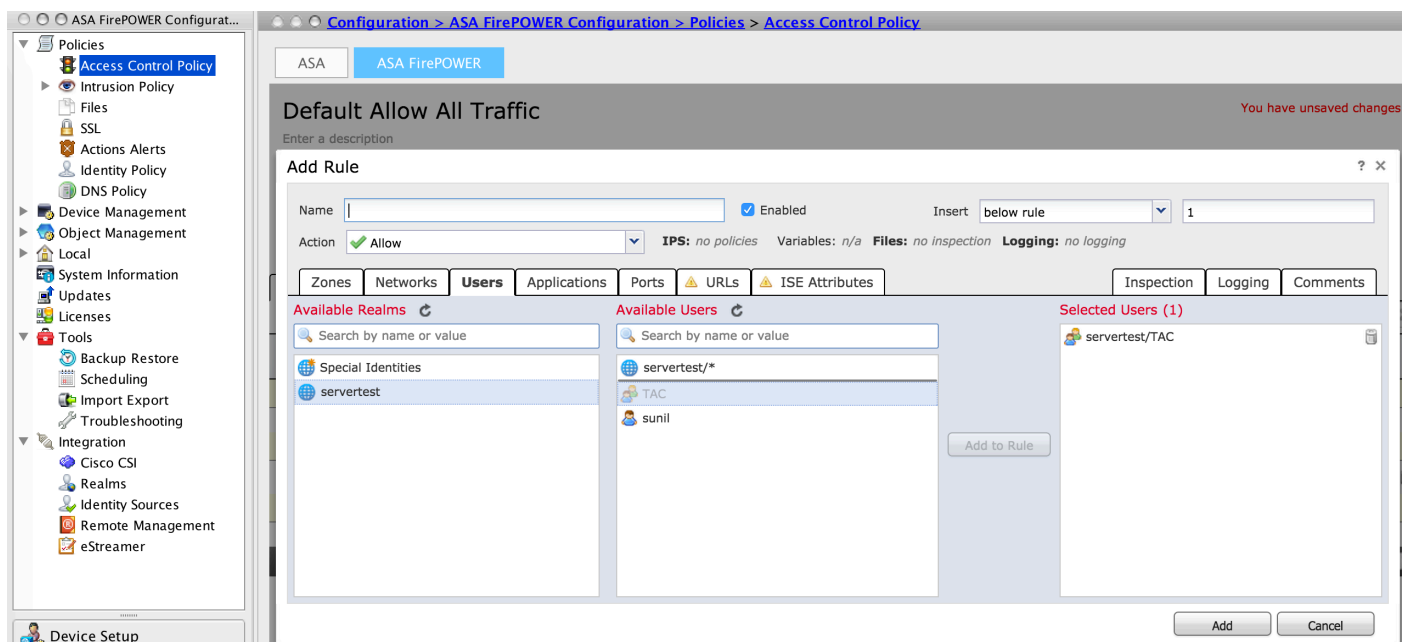 ASA FirePOWER Configurat...
Policies
Access Control Policy
Intrusion Policy
Files
SSL
Actions Alerts
Identity Policy
DNS Policy
Device Management
Object Management
Local
System Information
Updates
Licenses
Tools
Backup Restore
Scheduling
Import Export
Troubleshooting
Integration
Cisco CSI
Realms
Identity Sources
Remote Management
eStreamer
Device Setup
Configuration > ASA FirePOWER Configuration > Policies > Access Control Policy
ASA ASA FirePOWER
Default Allow All Traffic You have unsaved changes
Enter a description
Add Rule ?
Name Enabled Insert below rule 1
Action Allow IPS: no policies Variables: n/a Files: no inspection Logging: no logging
Zones Networks Users Applications Ports URLs ISE Attributes Inspection Logging Comments
Available Realms Available Users Selected Users (1)
Search by name or value Search by name or value servertest/TAC
Special Identities servertest/*
servertest TAC
sunil
Add to Rule
Add Cancel